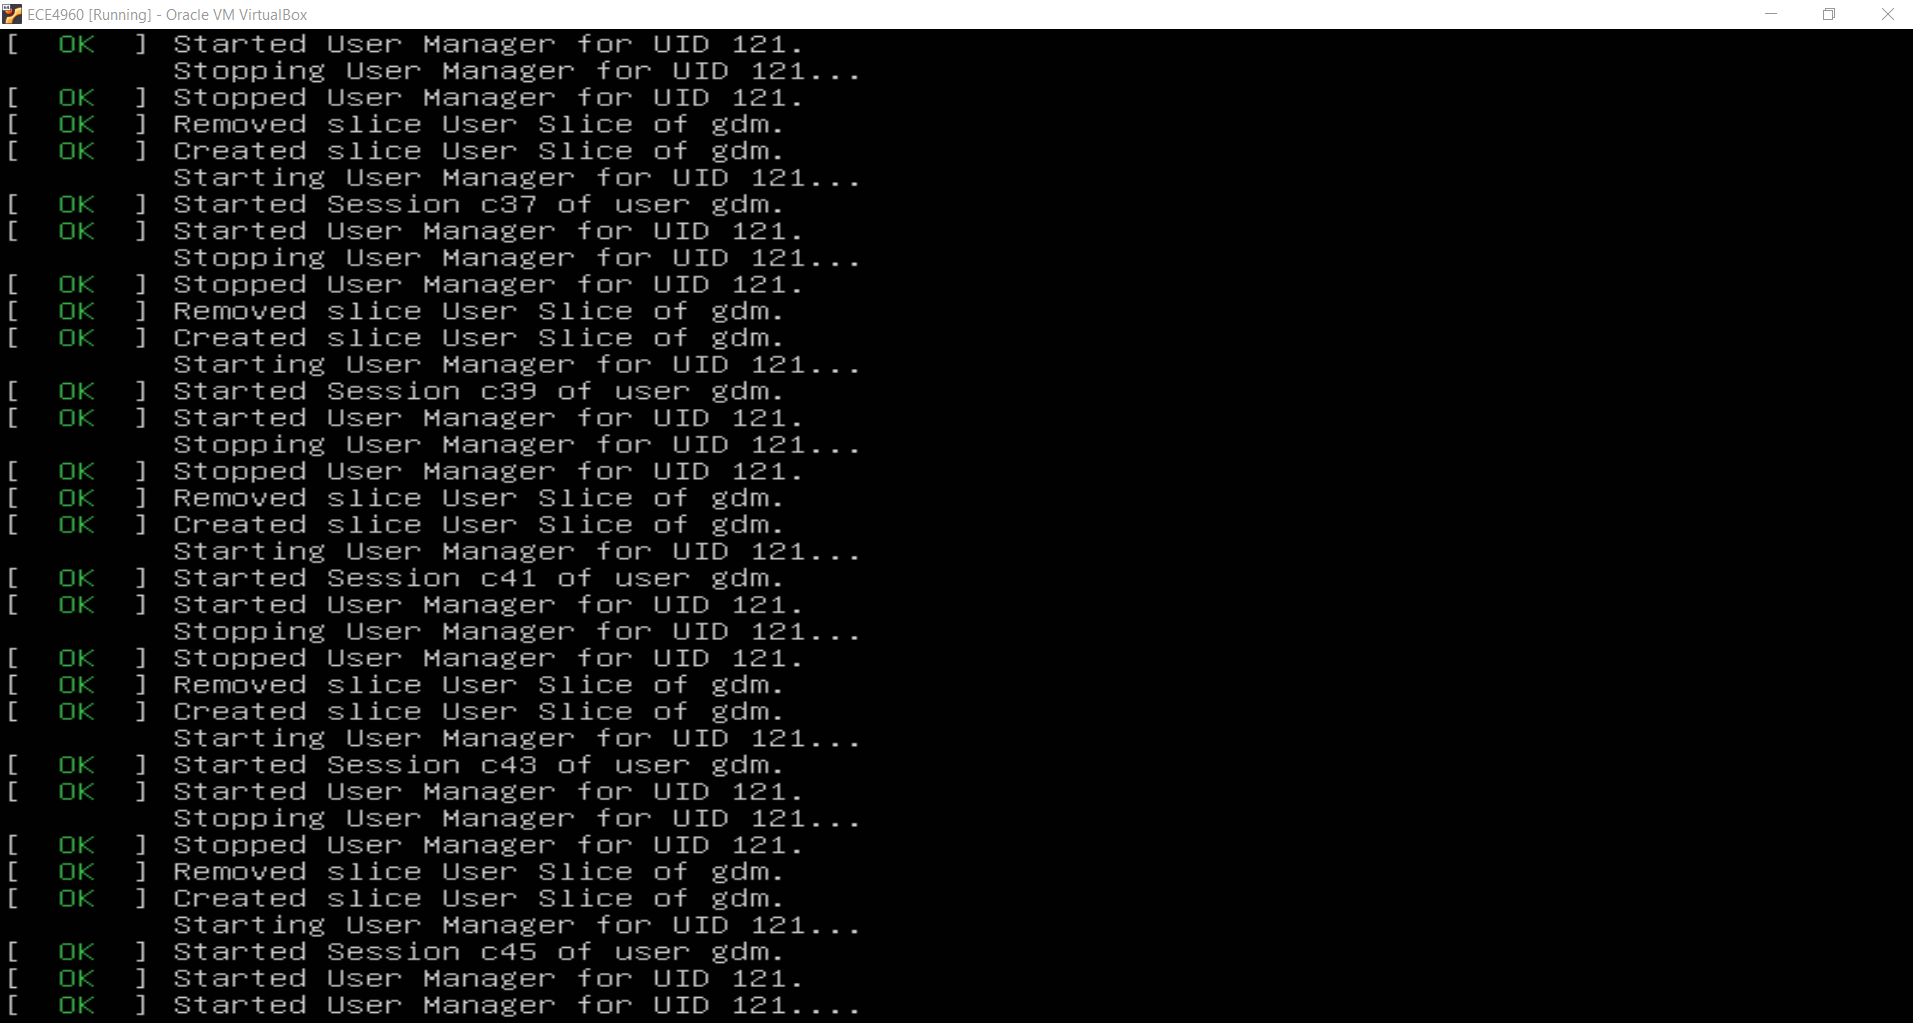 ECE4960 [Running] - Oracle VM VirtualBox
[  OK  ] Started User Manager for UID 121.
Stopping User Manager for UID 121...
[  OK  ] Stopped User Manager for UID 121.
[  OK  ] Removed slice User Slice of gdm.
[  OK  ] Created slice User Slice of gdm.
Starting User Manager for UID 121...
[  OK  ] Started Session c37 of user gdm.
[  OK  ] Started User Manager for UID 121.
Stopping User Manager for UID 121...
[  OK  ] Stopped User Manager for UID 121.
[  OK  ] Removed slice User Slice of gdm.
[  OK  ] Created slice User Slice of gdm.
Starting User Manager for UID 121...
[  OK  ] Started Session c39 of user gdm.
[  OK  ] Started User Manager for UID 121.
Stopping User Manager for UID 121...
[  OK  ] Stopped User Manager for UID 121.
[  OK  ] Removed slice User Slice of gdm.
[  OK  ] Created slice User Slice of gdm.
Starting User Manager for UID 121...
[  OK  ] Started Session c41 of user gdm.
[  OK  ] Started User Manager for UID 121.
Stopping User Manager for UID 121...
[  OK  ] Stopped User Manager for UID 121.
[  OK  ] Removed slice User Slice of gdm.
[  OK  ] Created slice User Slice of gdm.
Starting User Manager for UID 121...
[  OK  ] Started Session c43 of user gdm.
[  OK  ] Started User Manager for UID 121.
Stopping User Manager for UID 121...
[  OK  ] Stopped User Manager for UID 121.
[  OK  ] Removed slice User Slice of gdm.
[  OK  ] Created slice User Slice of gdm.
Starting User Manager for UID 121...
[  OK  ] Started Session c45 of user gdm.
[  OK  ] Started User Manager for UID 121.
[  OK  ] Started User Manager for UID 121....